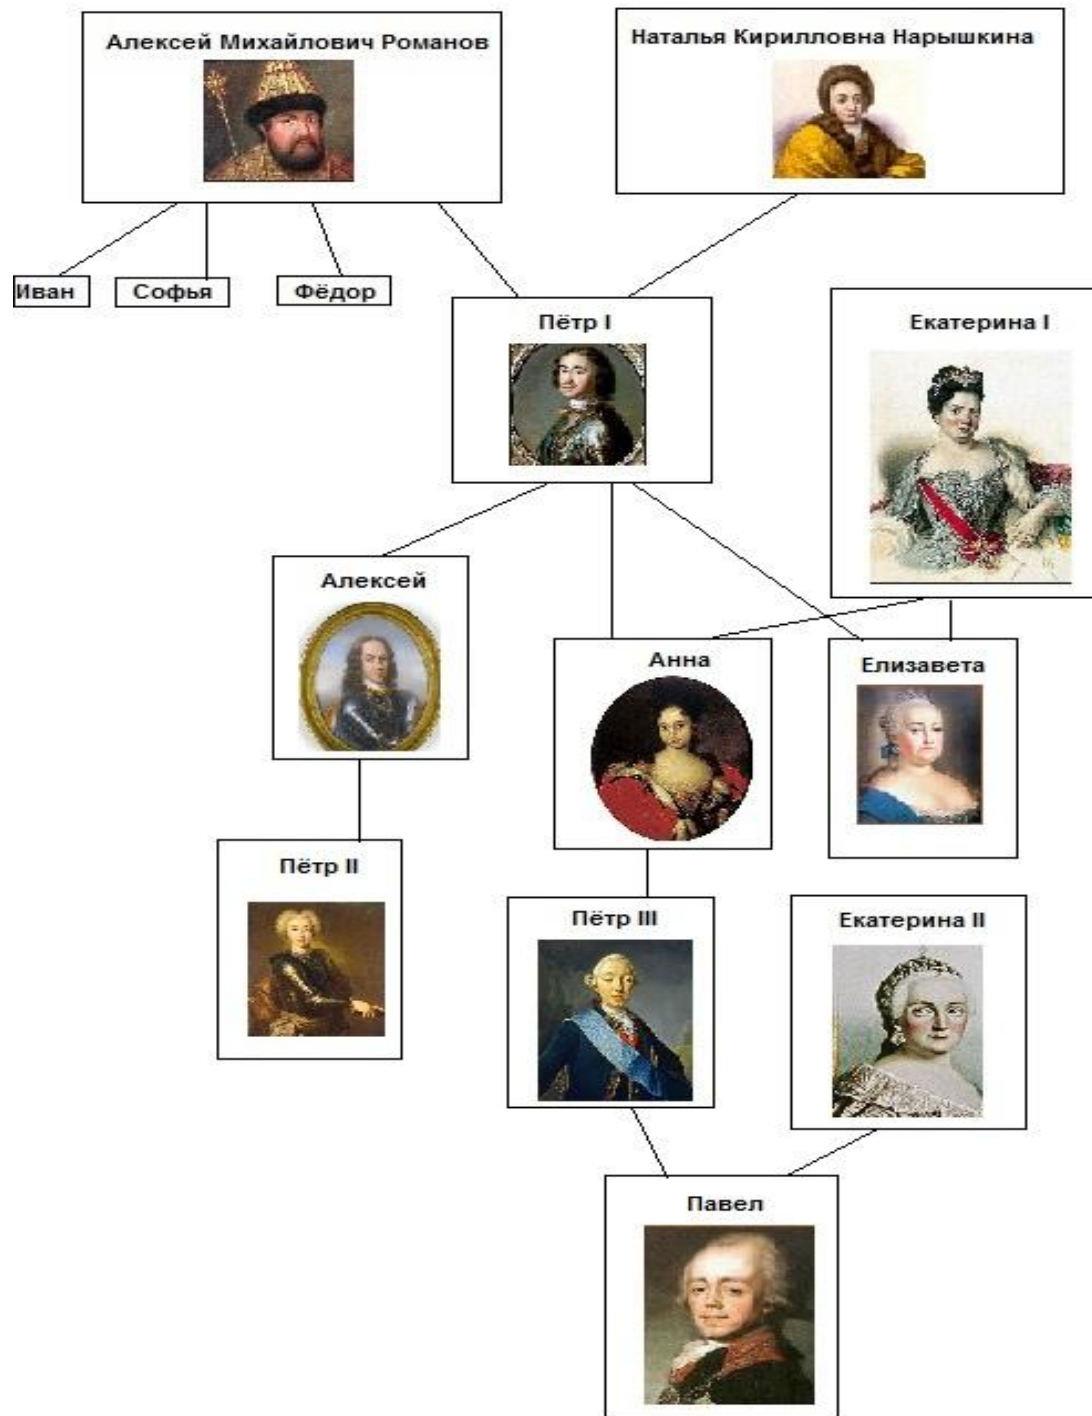 Алексей Михайлович Романов
Наталья Кирилловна Нарышкина
Иван
Софья
Фёдор
Пётр I
Екатерина I
Алексей
Анна
Елизавета
Пётр II
Пётр III
Екатерина II
Павел